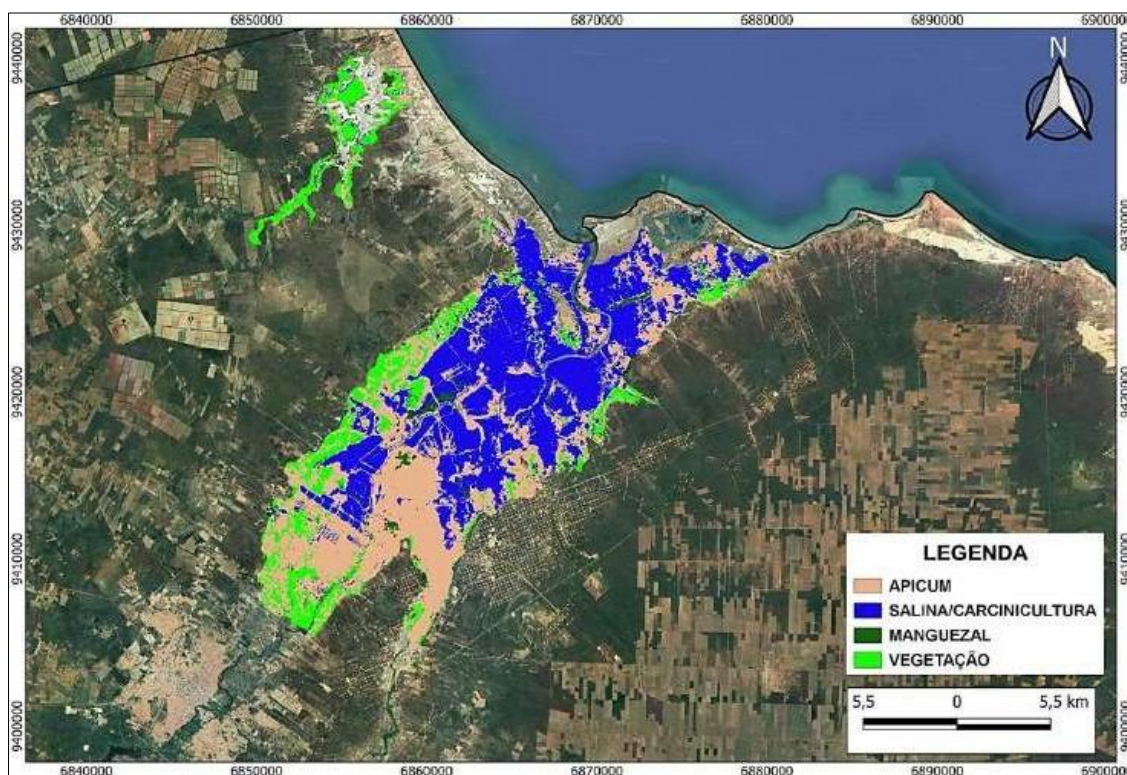 6840000 6850000 6860000 6870000 6880000 6890000 6900000
9440000 9440000
N
9430000 9430000
9420000 9420000
LEGENDA
APICUM
SALINA/CARCINICULTURA
MANGUEZAL
VEGETAÇÃO
9410000 9410000
5,5 0 5,5 km
9400000 9400000
6840000 6850000 6860000 6870000 6880000 6890000 6900000